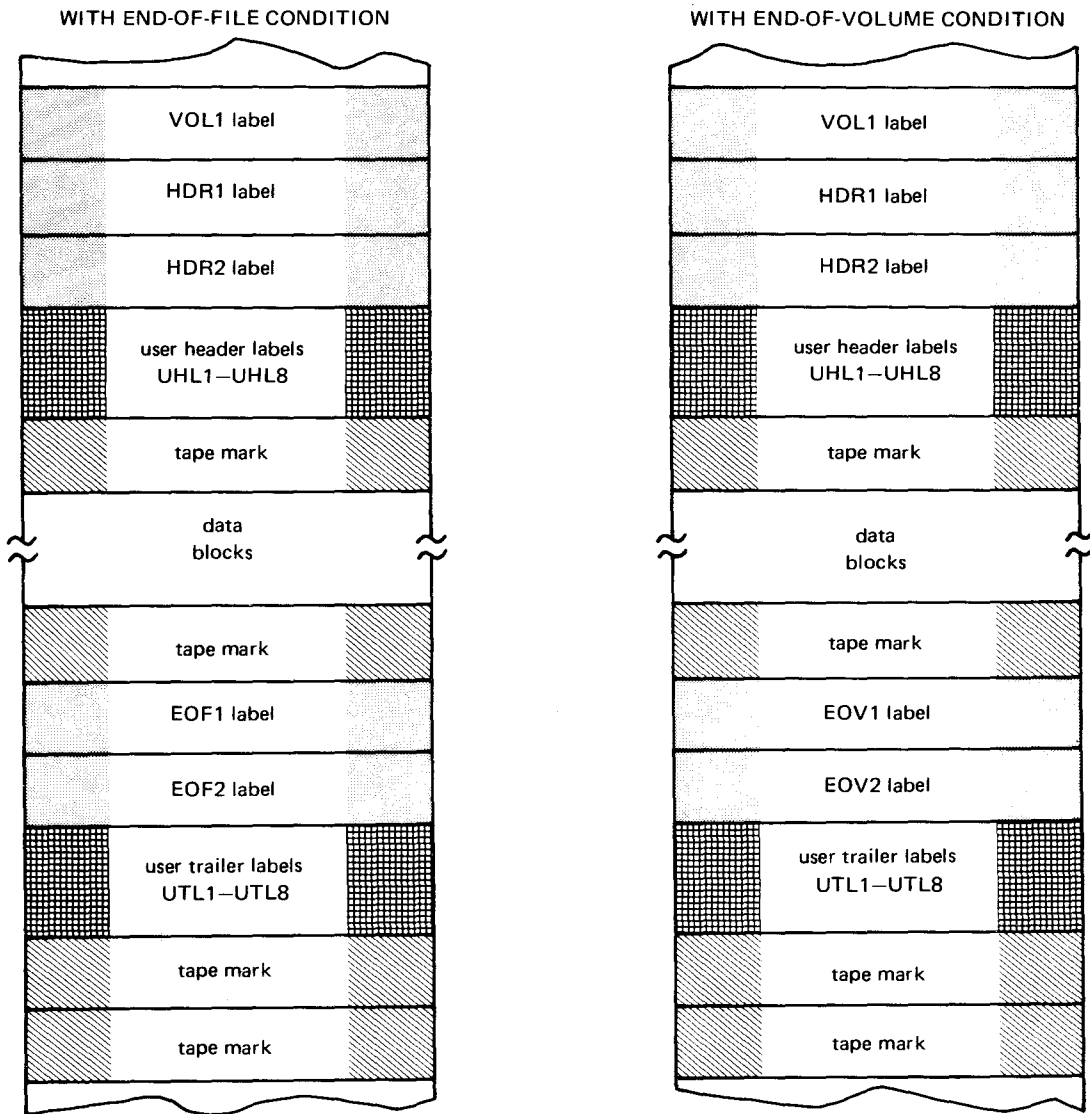 WITH END-OF-FILE CONDITION
VOL1 label
HDR1 label
HDR2 label
user header labels
UHL1—UHL8
tape mark
data
blocks
tape mark
EOF1 label
EOF2 label
user trailer labels
UTL1—UTL8
tape mark
tape mark
WITH END-OF-VOLUME CONDITION
VOL1 label
HDR1 label
HDR2 label
user header labels
UHL1—UHL8
tape mark
data
blocks
tape mark
EOV1 label
EOV2 label
user trailer labels
UTL1—UTL8
tape mark
tape mark